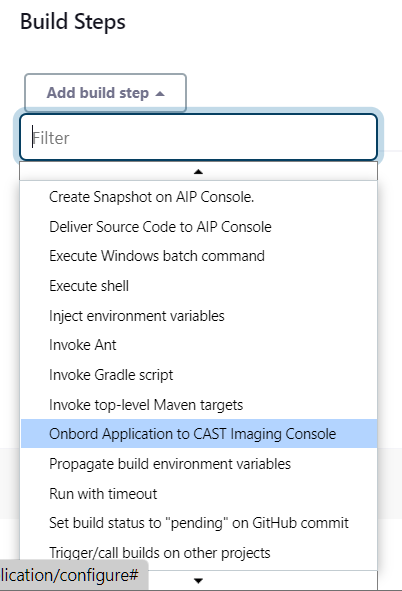 Build Steps
Add build step
Filter
Create Snapshot on AIP Console.
Deliver Source Code to AIP Console
Execute Windows batch command
Execute shell
Inject environment variables
Invoke Ant
Invoke Gradle script
Invoke top-level Maven targets
Onbord Application to CAST Imaging Console
Propagate build environment variables
Run with timeout
Set build status to "pending" on GitHub commit
Trigger/call builds on other projects
lication/configure#